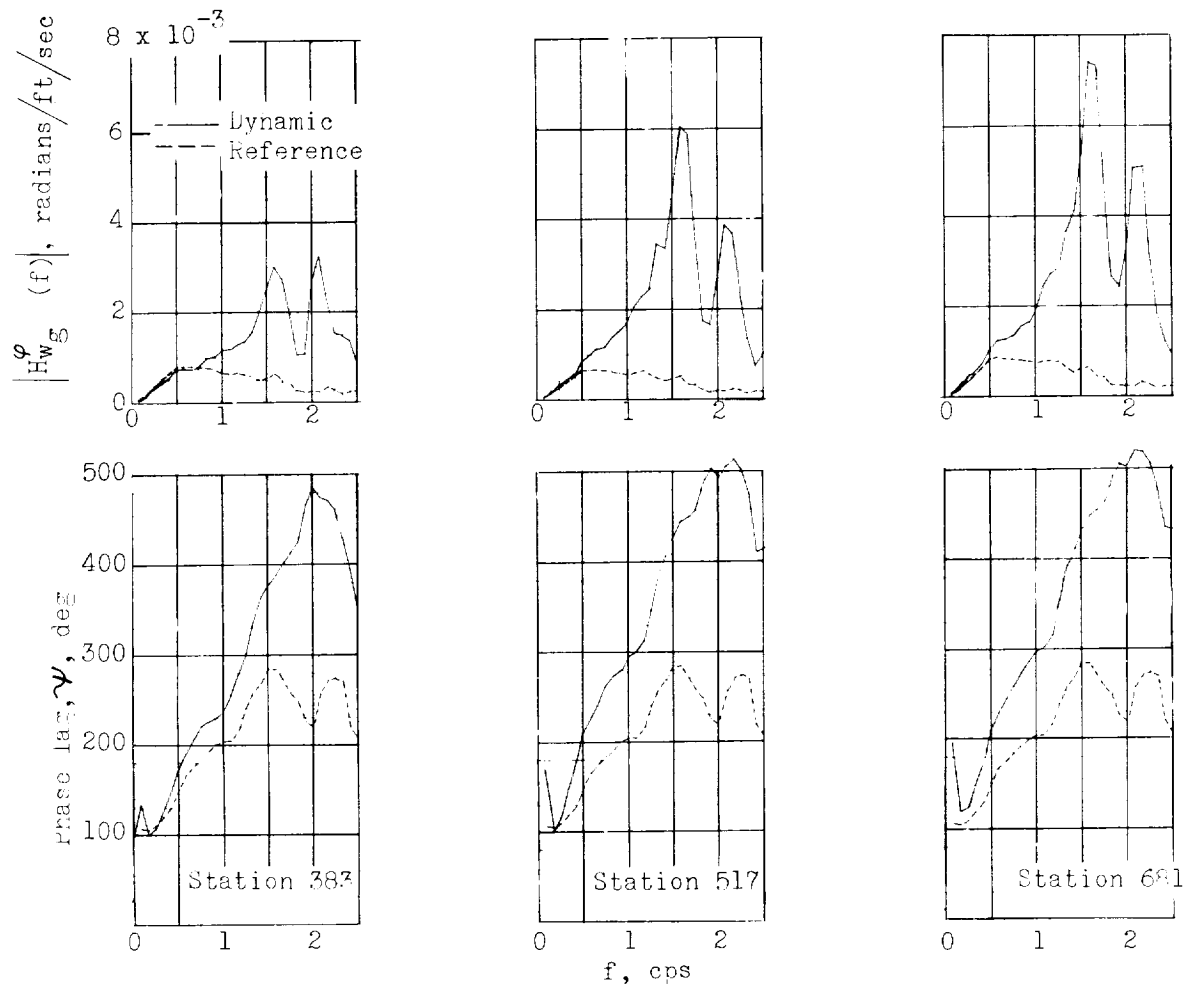 8 x 10⁻³
6
4
2
0
|H^φ_{w_g} (f)|, radians/ft/sec
Dynamic
Reference
0 1 2
0 1 2
0 1 2
500
400
300
200
100
Phase lag, ψ, deg
Station 383
Station 517
Station 681
0 1 2
0 1 2
0 1 2
f, cps